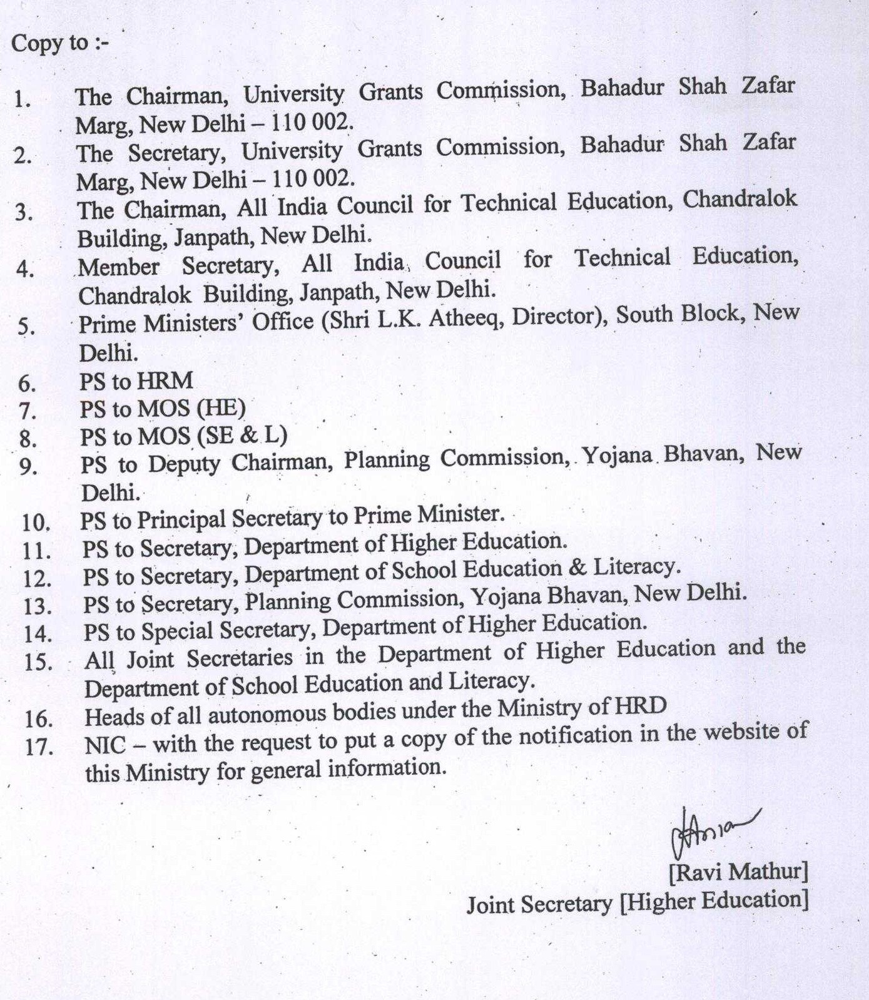 Copy to :-
1. The Chairman, University Grants Commission, Bahadur Shah Zafar
Marg, New Delhi – 110 002.
2. The Secretary, University Grants Commission, Bahadur Shah Zafar
Marg, New Delhi – 110 002.
3. The Chairman, All India Council for Technical Education, Chandralok
Building, Janpath, New Delhi.
4. Member Secretary, All India Council for Technical Education,
Chandralok Building, Janpath, New Delhi.
5. Prime Ministers' Office (Shri L.K. Atheeq, Director), South Block, New
Delhi.
6. PS to HRM
7. PS to MOS (HE)
8. PS to MOS (SE & L)
9. PS to Deputy Chairman, Planning Commission, Yojana Bhavan, New
Delhi.
10. PS to Principal Secretary to Prime Minister.
11. PS to Secretary, Department of Higher Education.
12. PS to Secretary, Department of School Education & Literacy.
13. PS to Secretary, Planning Commission, Yojana Bhavan, New Delhi.
14. PS to Special Secretary, Department of Higher Education.
15. All Joint Secretaries in the Department of Higher Education and the
Department of School Education and Literacy.
16. Heads of all autonomous bodies under the Ministry of HRD
17. NIC – with the request to put a copy of the notification in the website of
this Ministry for general information.
[Ravi Mathur]
Joint Secretary [Higher Education]